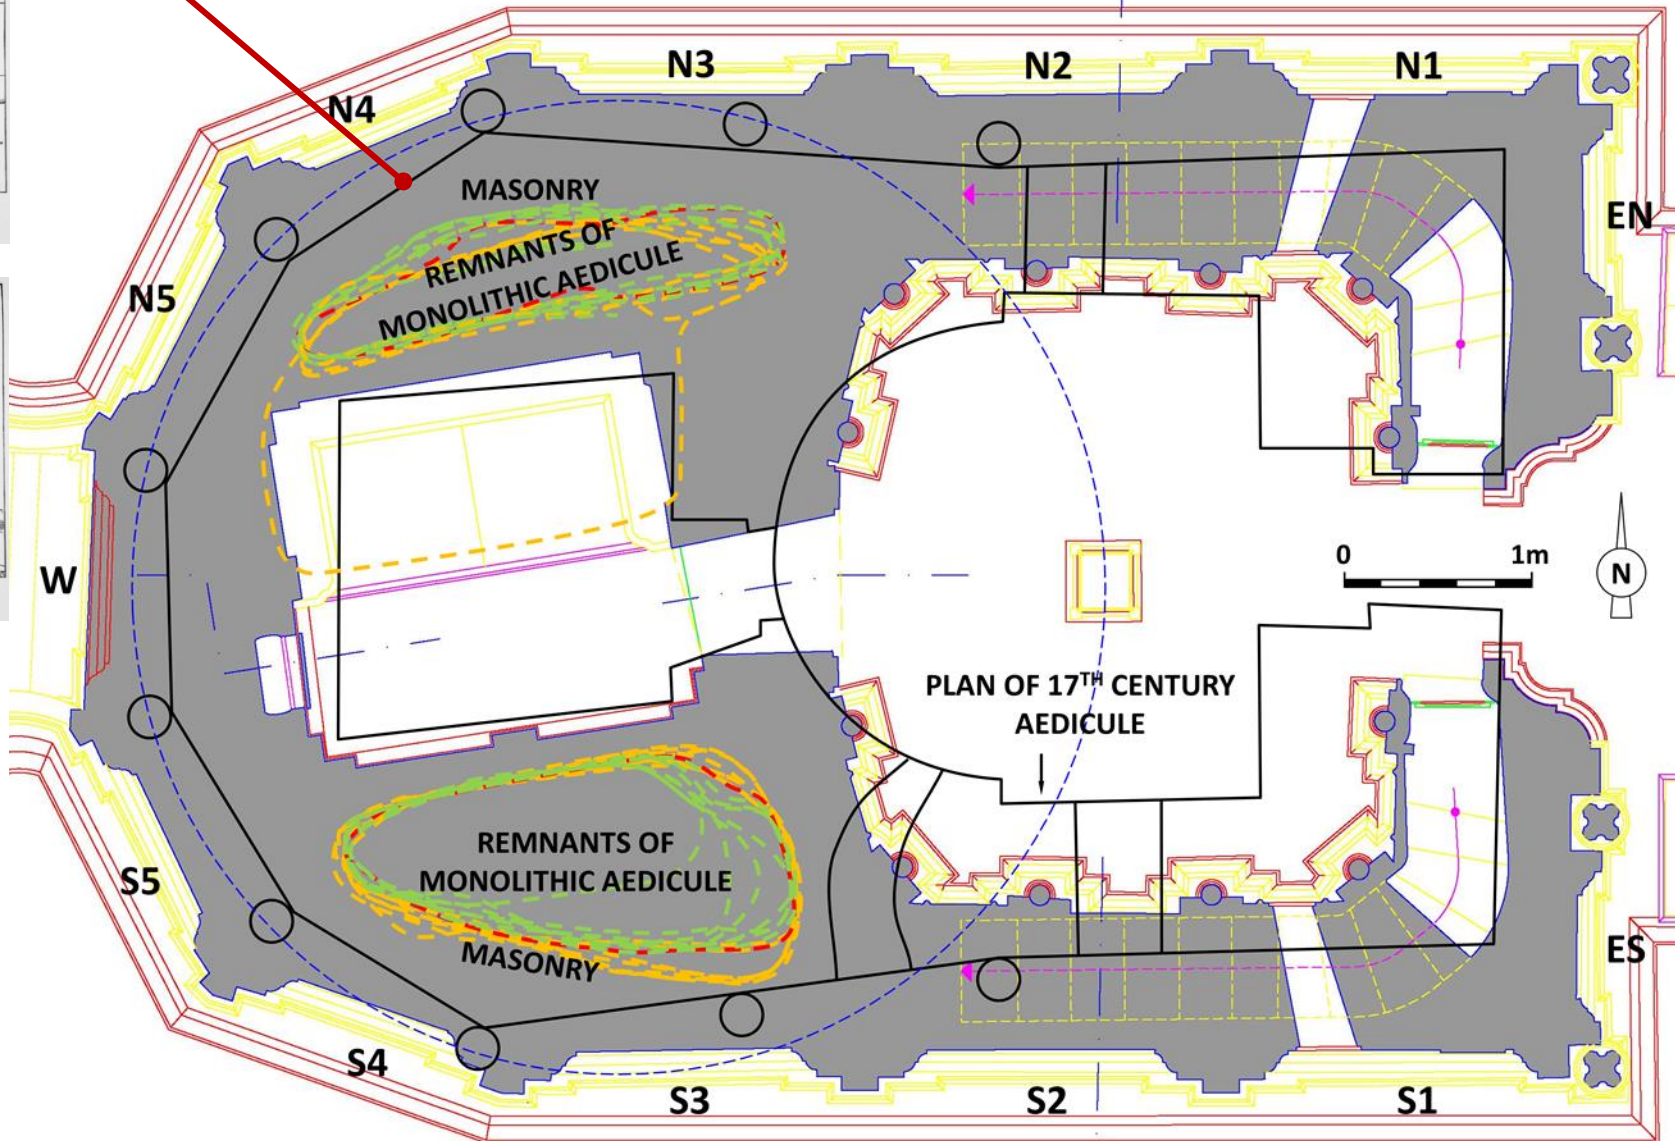 N3
N2
N1
N4
EN
N5
MASONRY
REMNANTS OF
MONOLITHIC AEDICULE
0 1m
N
W
PLAN OF 17TH CENTURY
AEDICULE
REMNANTS OF
MONOLITHIC AEDICULE
MASONRY
S5
ES
S4
S3
S2
S1